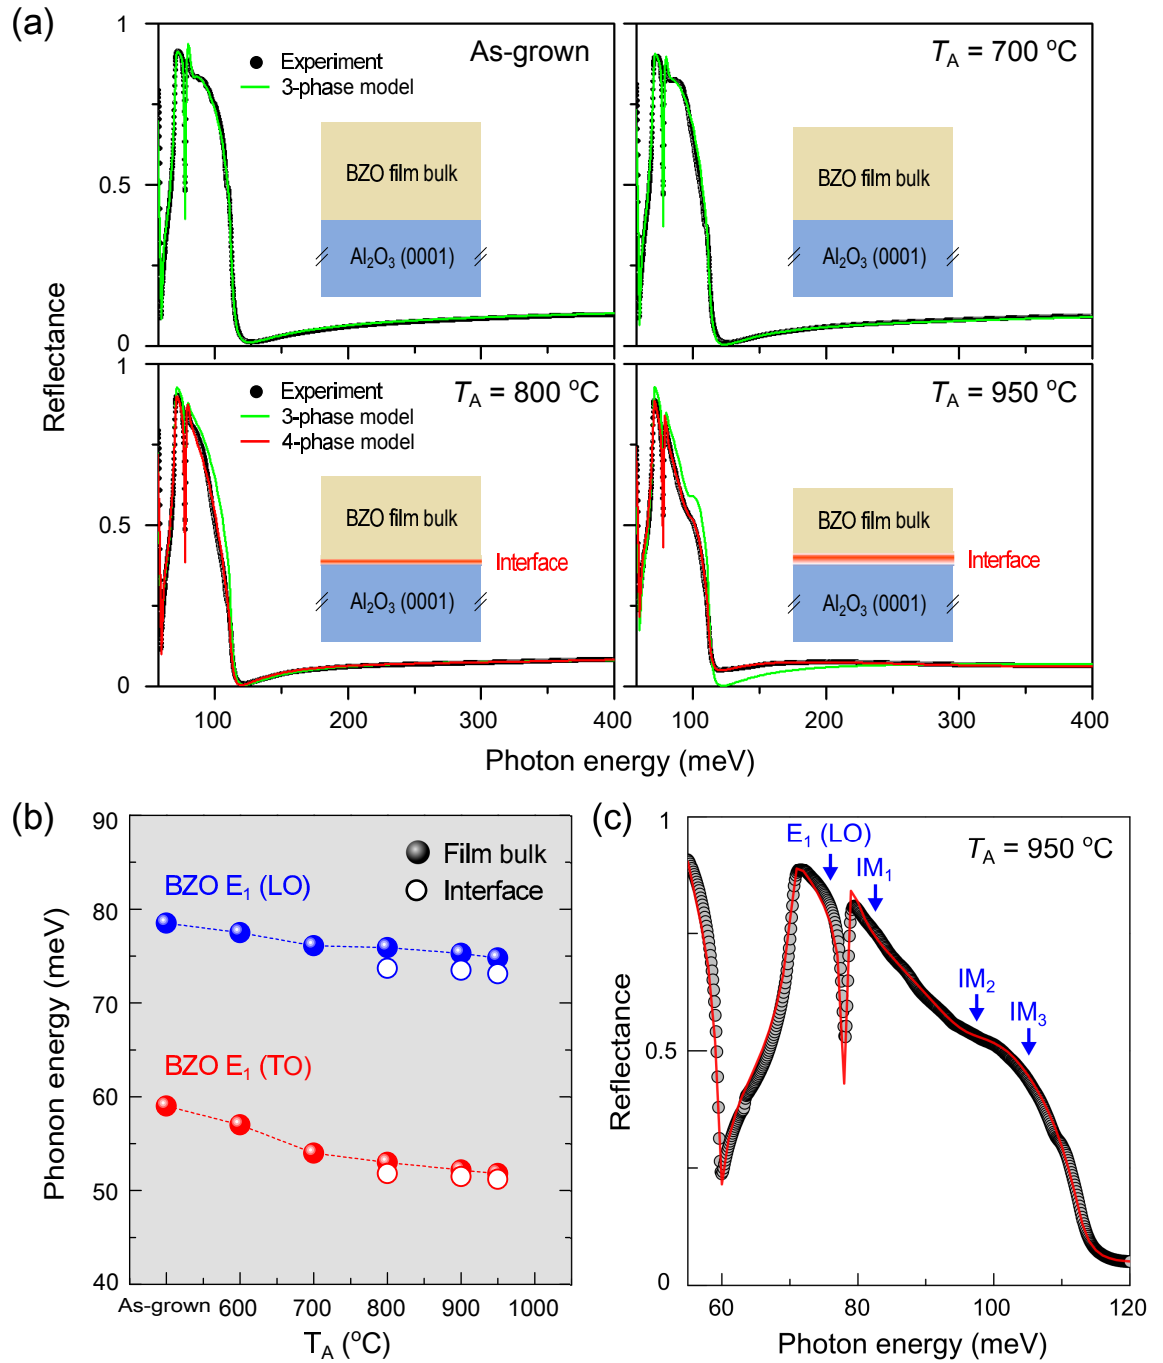 (a)
1
As-grown
T_A = 700 °C
Experiment
3-phase model
BZO film bulk
BZO film bulk
0.5
Al₂O₃ (0001)
Al₂O₃ (0001)
0
Reflectance
1
Experiment
T_A = 800 °C
T_A = 950 °C
3-phase model
4-phase model
BZO film bulk
BZO film bulk
0.5
Interface
Interface
Al₂O₃ (0001)
Al₂O₃ (0001)
0
100 200 300 400 100 200 300 400
Photon energy (meV)
(b)
90
Film bulk
BZO E₁ (LO)
Interface
80
70
BZO E₁ (TO)
60
50
40
Phonon energy (meV)
As-grown 600 700 800 900 1000
T_A (°C)
(c)
1
E₁ (LO)
T_A = 950 °C
IM₁
IM₂
IM₃
0.5
0
Reflectance
60 80 100 120
Photon energy (meV)